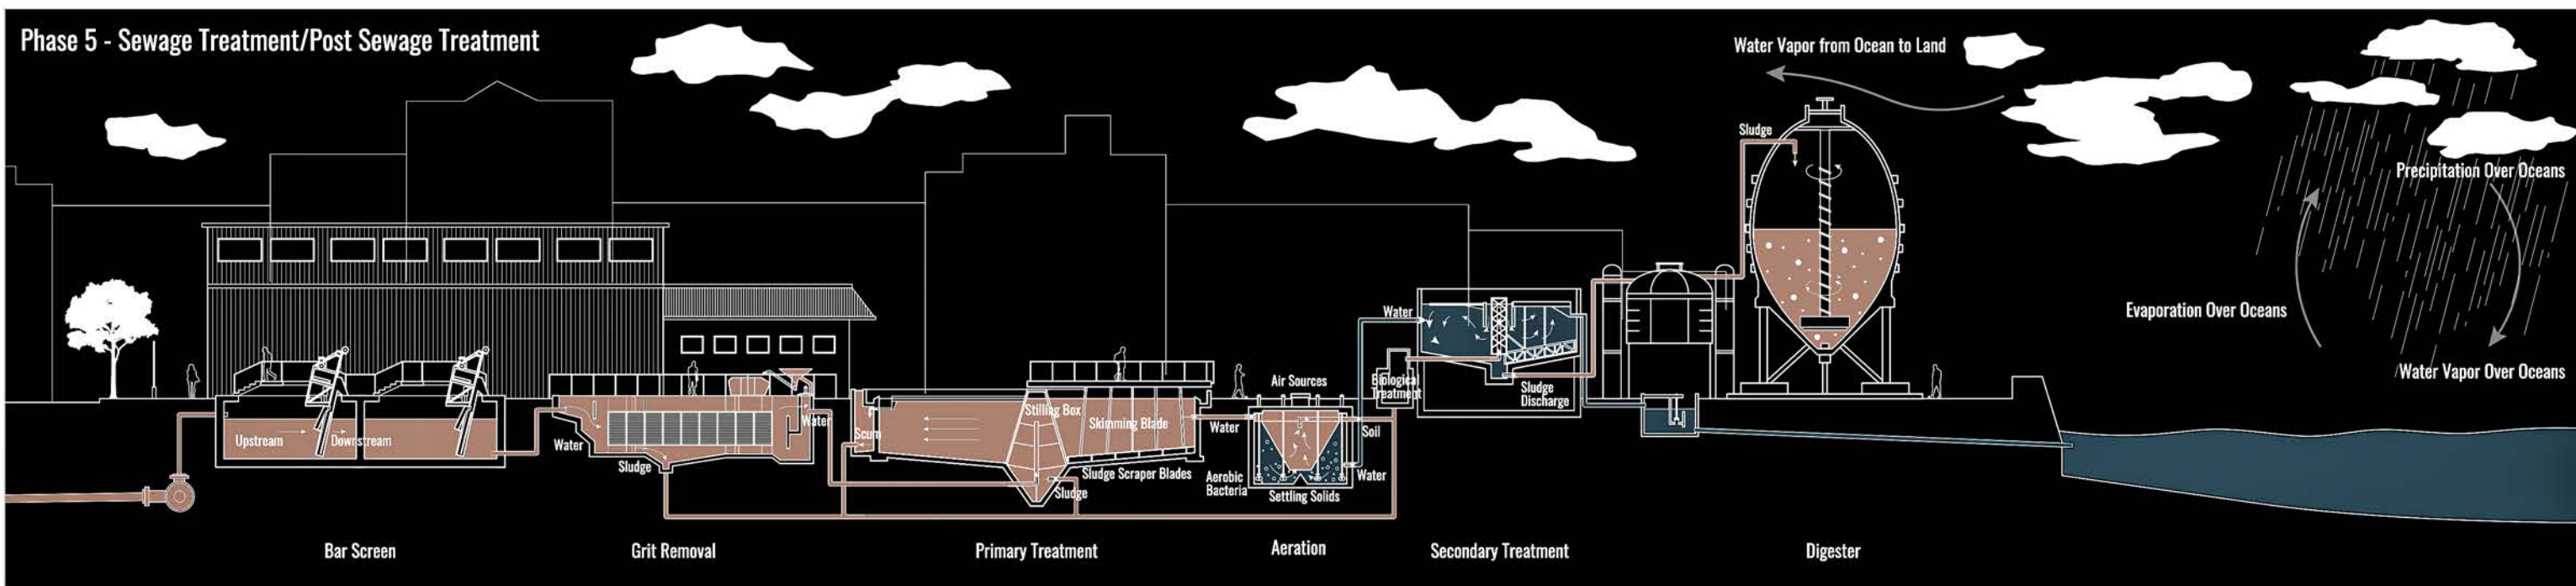 Phase 5 - Sewage Treatment/Post Sewage Treatment
Water Vapor from Ocean to Land
Sludge
Precipitation Over Oceans
Evaporation Over Oceans
Water Vapor Over Oceans
Upstream
Downstream
Water
Sludge
Water
Scum
Stilling Box
Skimming Blade
Sludge Scraper Blades
Sludge
Water
Air Sources
Aerobic
Bacteria
Settling Solids
Soil
Water
Biological
Treatment
Water
Sludge
Discharge
Bar Screen
Grit Removal
Primary Treatment
Aeration
Secondary Treatment
Digester